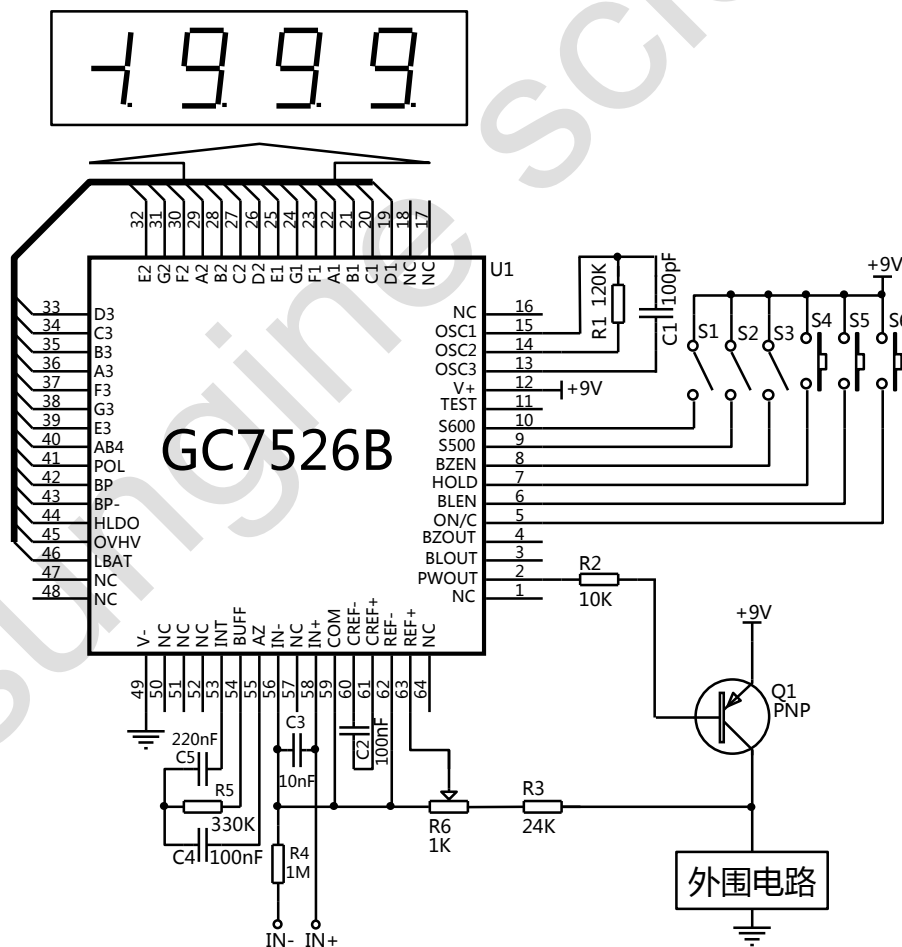 -1.9.9.9
32 31 30 29 28 27 26 25 24 23 22 21 20 19 18 17
E2 G2 F2 A2 B2 C2 D2 E1 G1 F1 A1 B1 C1 D1 NC NC
U1
GC7526B
33 D3
34 C3
35 B3
36 A3
37 F3
38 G3
39 E3
40 AB4
41 POL
42 BP
43 BP-
44 HLDO
45 OVHV
46 LBAT
47 NC
48 NC
NC 16
OSC1 15
OSC2 14
OSC3 13
V+ 12 +9V
TEST 11
S600 10
S500 9
BZEN 8
HOLD 7
BLEN 6
ON/C 5
BZOUT 4
BLOUT 3
PWOUT 2
NC 1
R1 120K
C1 100pF
+9V
S1 S2 S3 S4 S5 S6
V- NC NC NC INT BUFF AZ IN- NC IN+ COM CREF- CREF+ REF- REF+ NC
49 50 51 52 53 54 55 56 57 58 59 60 61 62 63 64
R2
10K
+9V
Q1
PNP
220nF
C5
R5
330K
C4 100nF
C3
10nF
C2 100nF
R4
1M
R6
1K
R3
24K
外围电路
IN- IN+
sungine scie